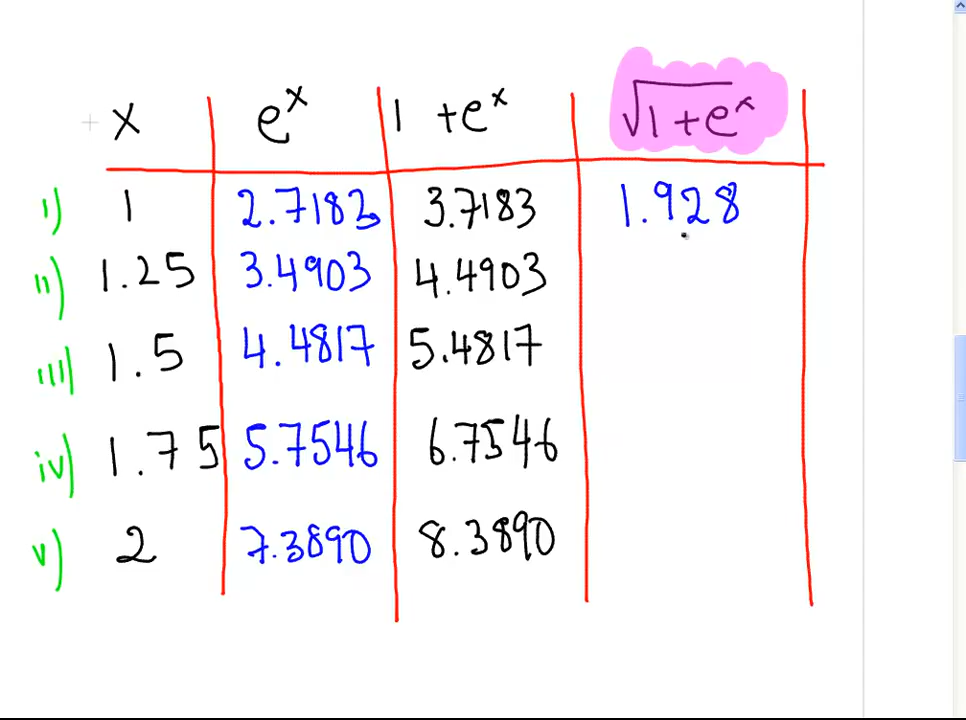 x e^x 1 +e^x √1+e^x
i) 1 2.7183 3.7183 1.928
ii) 1.25 3.4903 4.4903
iii) 1.5 4.4817 5.4817
iv) 1.75 5.7546 6.7546
v) 2 7.3890 8.3890